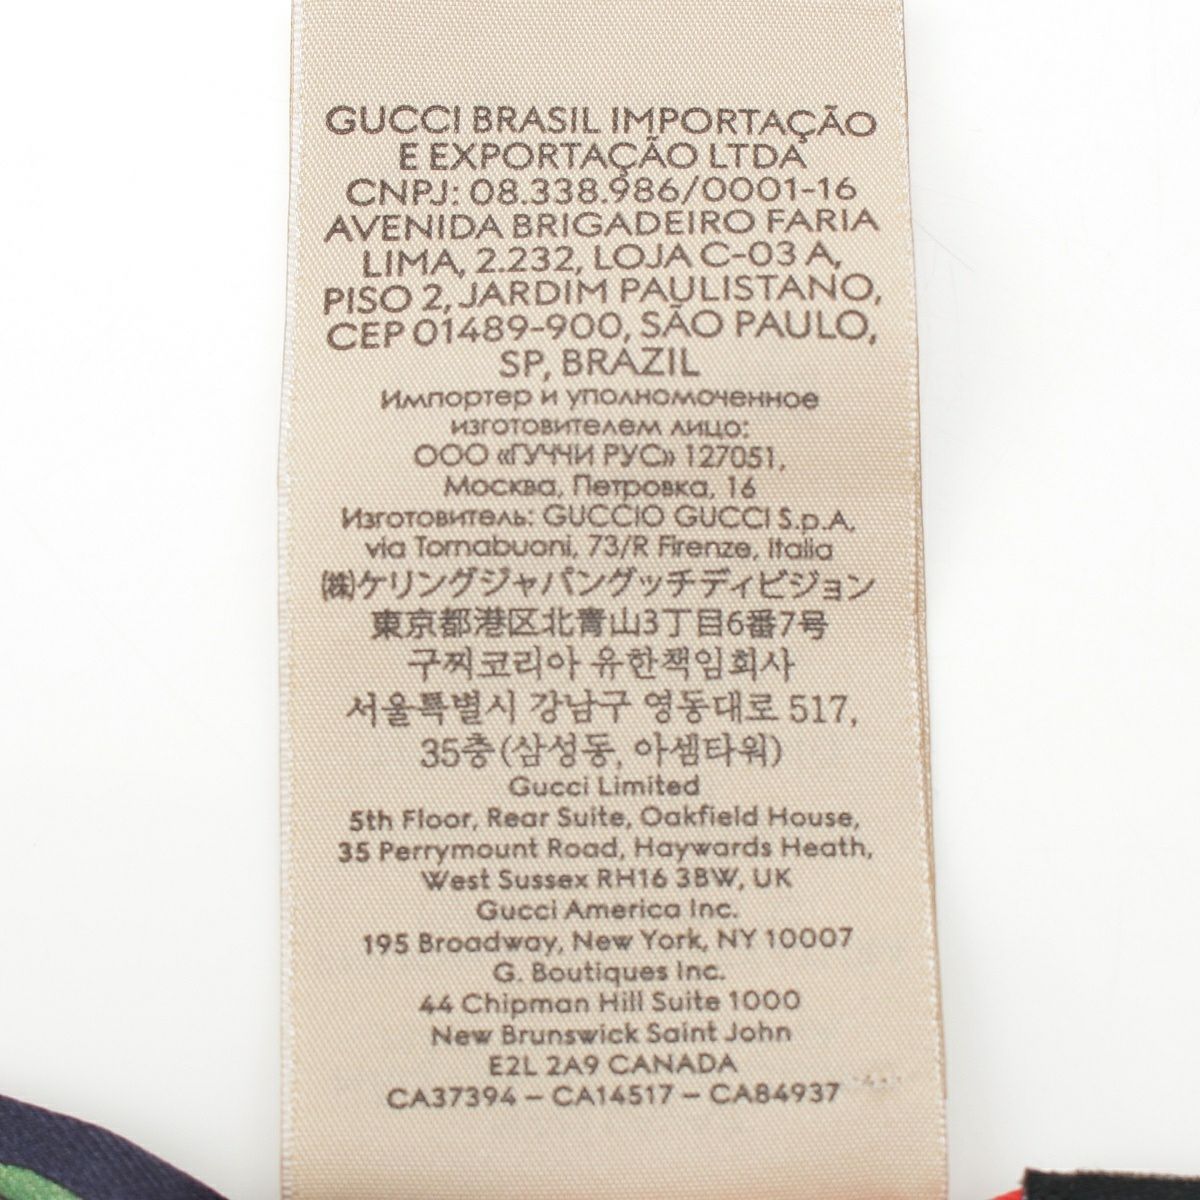 GUCCI BRASIL IMPORTAÇÃO
E EXPORTAÇÃO LTDA
CNPJ: 08.338.986/0001-16
AVENIDA BRIGADEIRO FARIA
LIMA, 2.232, LOJA C-03 A,
PISO 2, JARDIM PAULISTANO,
CEP 01489-900, SÃO PAULO,
SP, BRAZIL
Импортер и уполномоченное
изготовителем лицо:
ООО «ГУЧЧИ РУС» 127051,
Москва, Петровка, 16
Изготовитель: GUCCIO GUCCI S.p.A.
via Tornabuoni, 73/R Firenze, Italia
㈱ケリングジャパングッチディビジョン
東京都港区北青山3丁目6番7号
구찌코리아 유한책임회사
서울특별시 강남구 영동대로 517,
35층(삼성동, 아셈타워)
Gucci Limited
5th Floor, Rear Suite, Oakfield House,
35 Perrymount Road, Haywards Heath,
West Sussex RH16 3BW, UK
Gucci America Inc.
195 Broadway, New York, NY 10007
G. Boutiques Inc.
44 Chipman Hill Suite 1000
New Brunswick Saint John
E2L 2A9 CANADA
CA37394 – CA14517 – CA84937